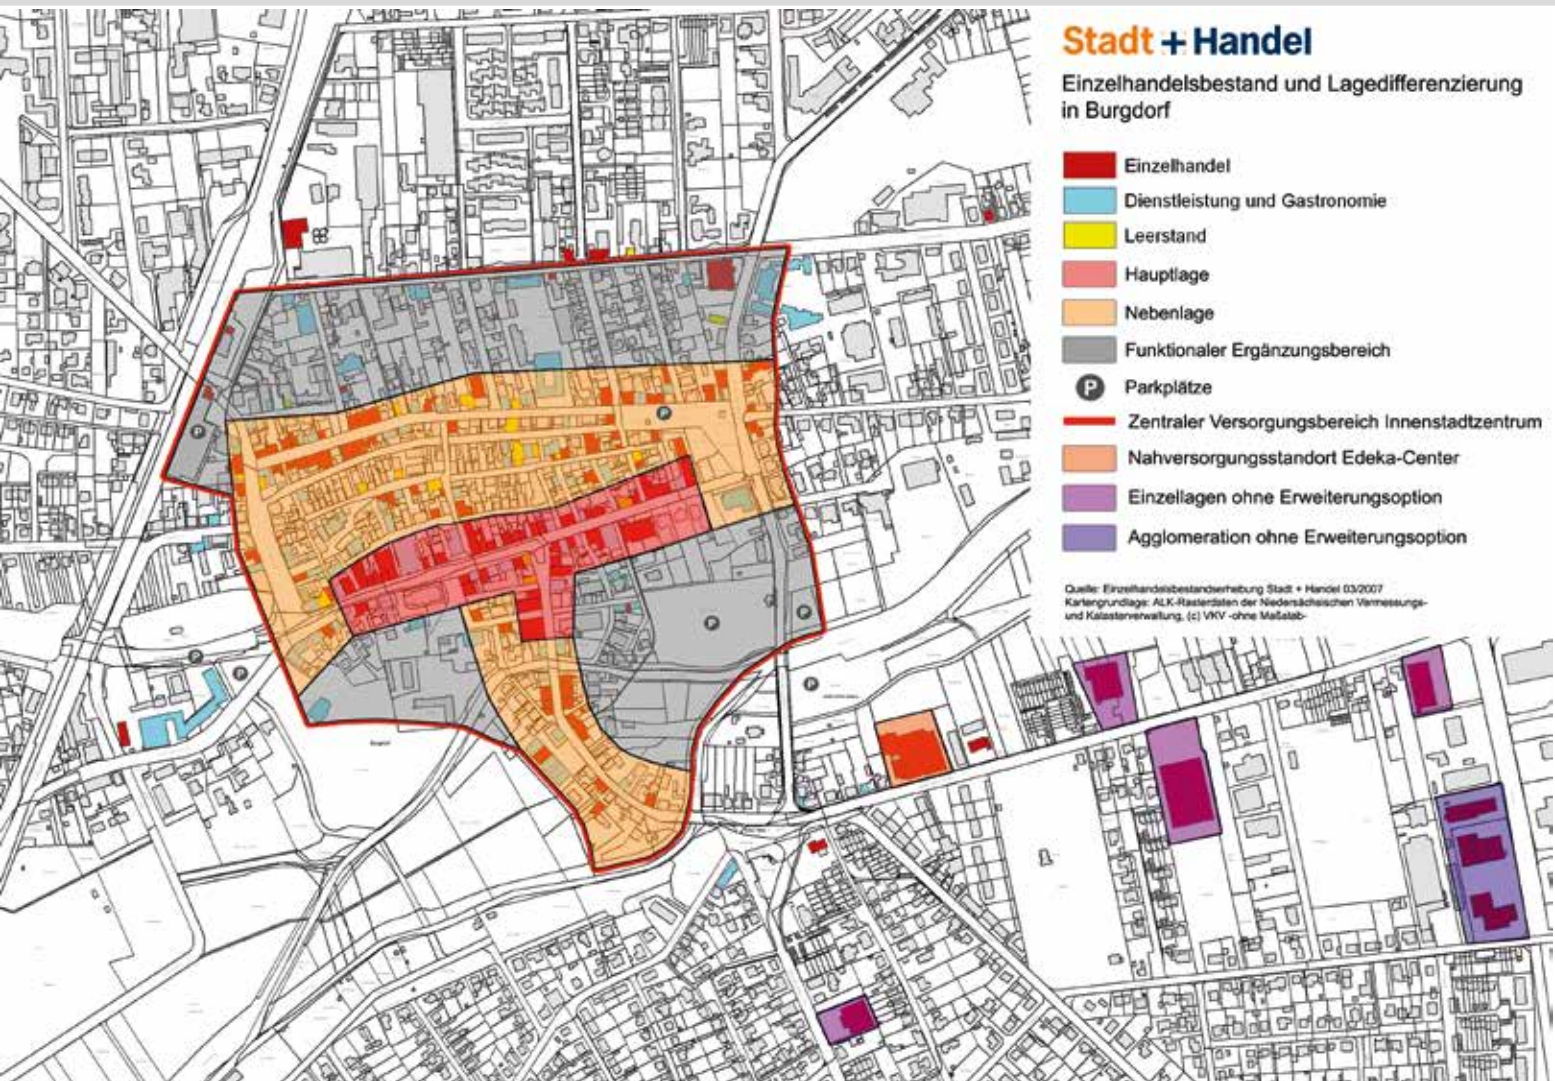 Stadt + Handel
Einzelhandelsbestand und Lagedifferenzierung
in Burgdorf
Einzelhandel
Dienstleistung und Gastronomie
Leerstand
Hauptlage
Nebenlage
Funktionaler Ergänzungsbereich
P Parkplätze
Zentraler Versorgungsbereich Innenstadtzentrum
Nahversorgungsstandort Edeka-Center
Einzellagen ohne Erweiterungsoption
Agglomeration ohne Erweiterungsoption
Quelle: Einzelhandelsbestandserhebung Stadt + Handel 03/2007
Kartengrundlage: ALK-Rasterdaten der Niedersächsischen Vermessungs-
und Katasterverwaltung, (c) VKV -ohne Maßstab-
P
P
P
P
P
P
P